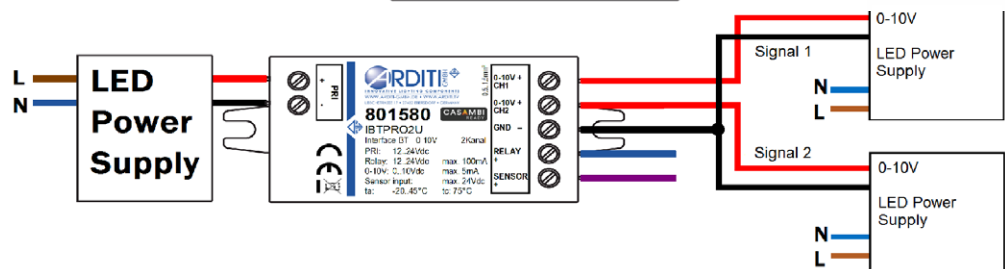 L
N
LED
Power
Supply
+
-
PRI
ARDITI
GMBH
801580
CASAMBI
READY
IBTPRO2U
Interface BT 0-10V 2Kanal
PRI: 12..24Vdc
Relay: 12..24Vdc max. 100mA
0-10V: 0..10Vdc max. 5mA
Sensor input: max. 24Vdc
ta: -20..45°C tc: 75°C
0-10V +
CH1
0-10V +
CH2
GND -
RELAY
+
SENSOR
+
Signal 1
0-10V
LED Power
Supply
N
L
Signal 2
0-10V
LED Power
Supply
N
L